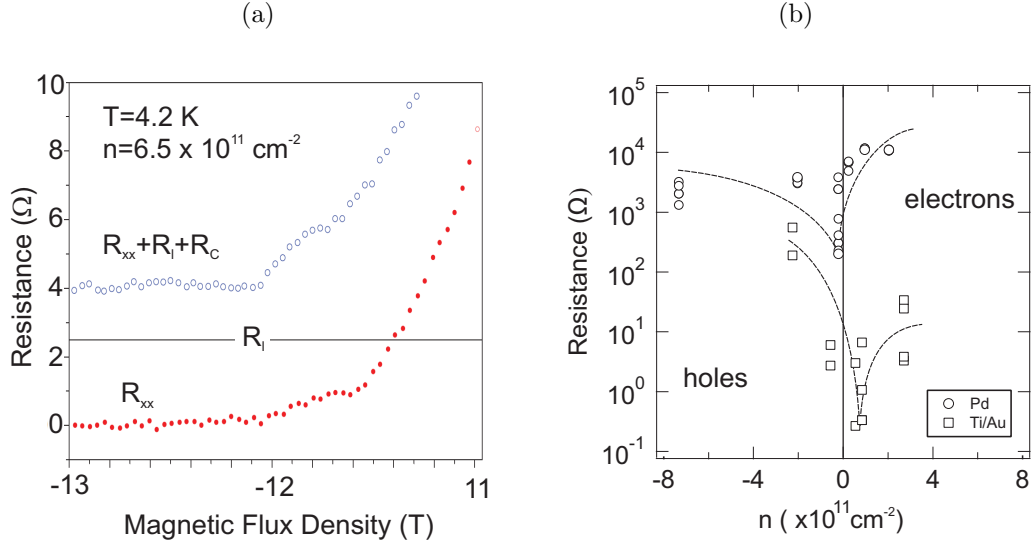 (a)
10
8
6
4
2
0
Resistance (Ω)
T=4.2 K
n=6.5 x 10¹¹ cm⁻²
Rₓₓ+R_I+R_C
R_I
Rₓₓ
-13
-12
11
Magnetic Flux Density (T)
(b)
10⁵
10⁴
10³
10²
10¹
10⁰
10⁻¹
Resistance (Ω)
electrons
holes
Pd
Ti/Au
-8
-4
0
4
8
n ( x10¹¹cm⁻²)